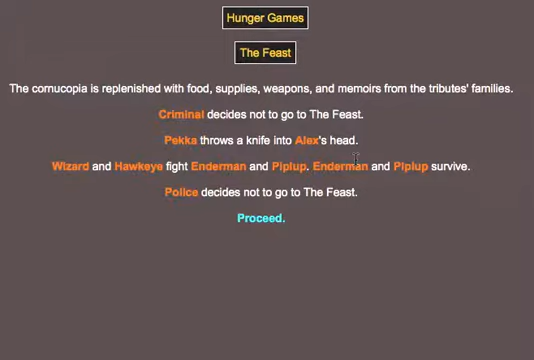 Hunger Games
The Feast
The cornucopia is replenished with food, supplies, weapons, and memoirs from the tributes' families.
Criminal decides not to go to The Feast.
Pekka throws a knife into Alex's head.
Wizard and Hawkeye fight Enderman and Piplup. Enderman and Piplup survive.
Police decides not to go to The Feast.
Proceed.